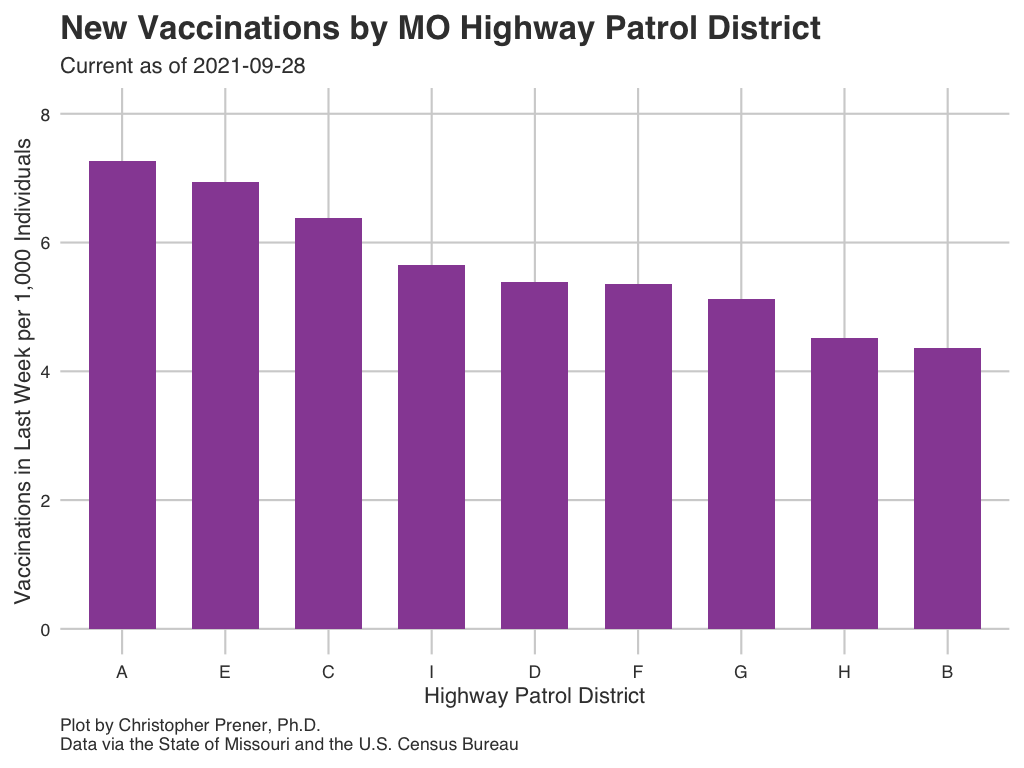 New Vaccinations by MO Highway Patrol District
Current as of 2021-09-28
Vaccinations in Last Week per 1,000 Individuals
8
6
4
2
0
A E C I D F G H B
Highway Patrol District
Plot by Christopher Prener, Ph.D.
Data via the State of Missouri and the U.S. Census Bureau